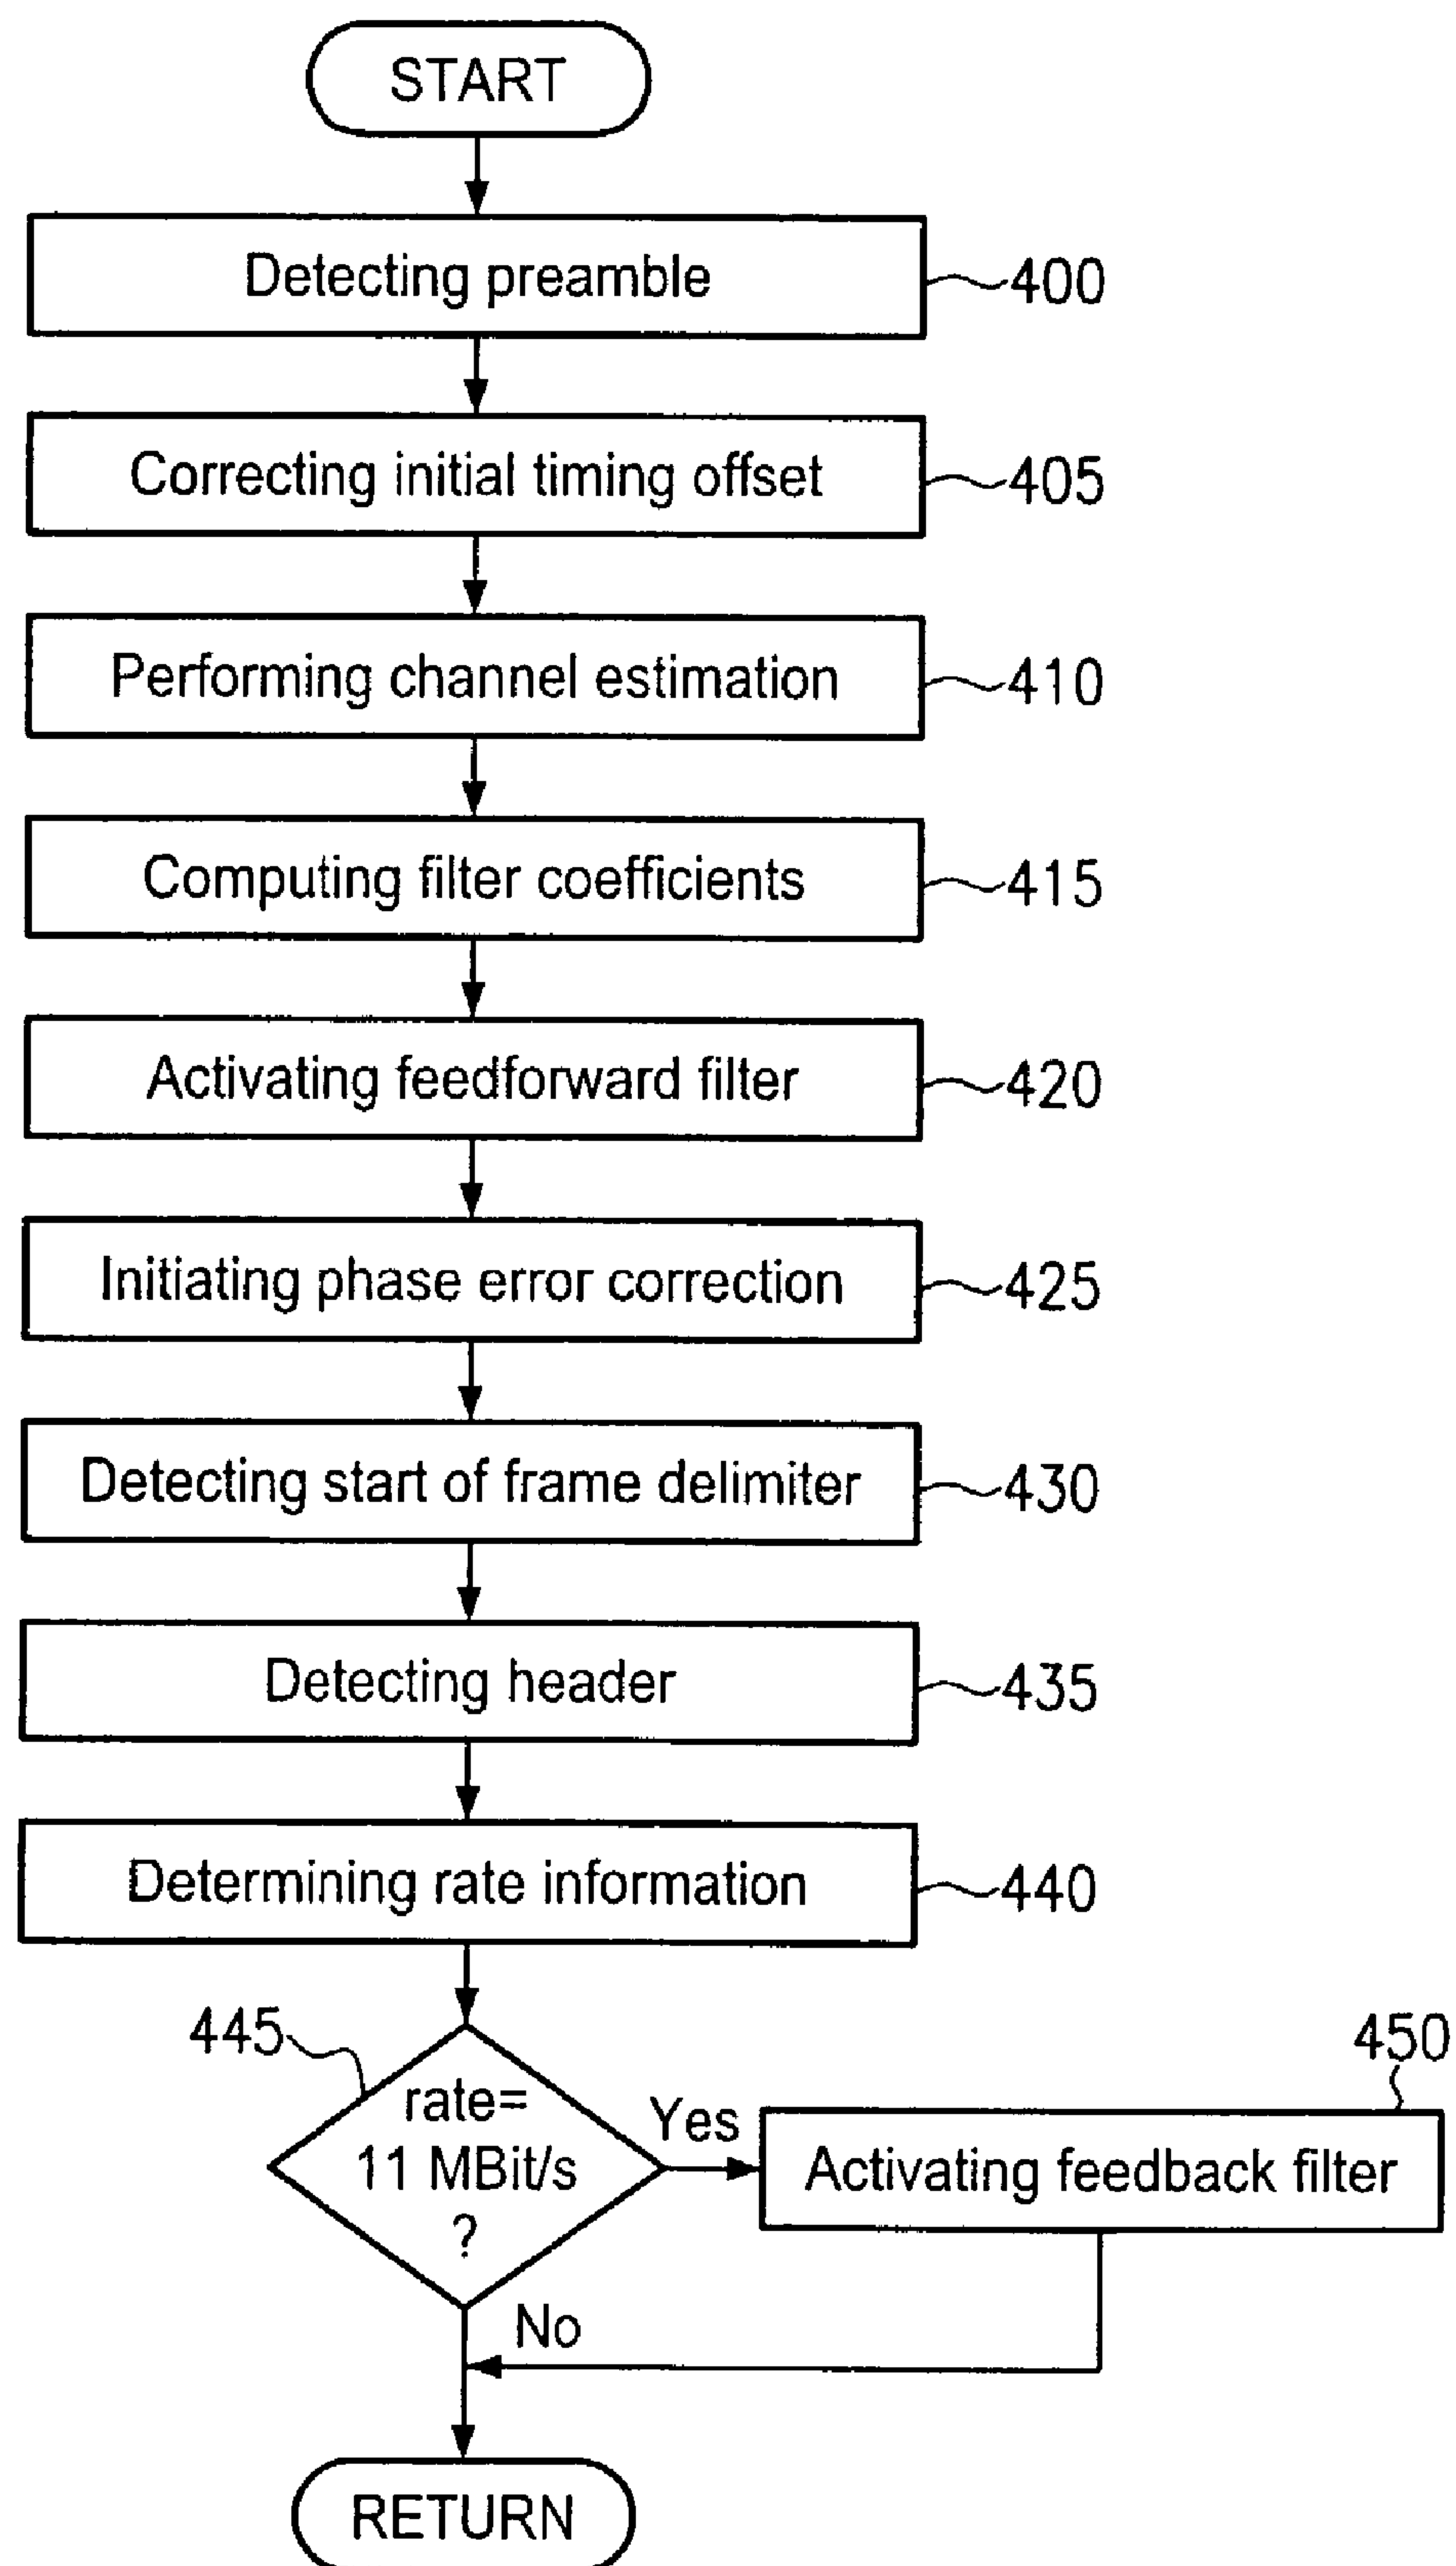 START
Detecting preamble
400
Correcting initial timing offset
405
Performing channel estimation
410
Computing filter coefficients
415
Activating feedforward filter
420
Initiating phase error correction
425
Detecting start of frame delimiter
430
Detecting header
435
Determining rate information
440
445
rate=
11 MBit/s
?
Yes
450
Activating feedback filter
No
RETURN